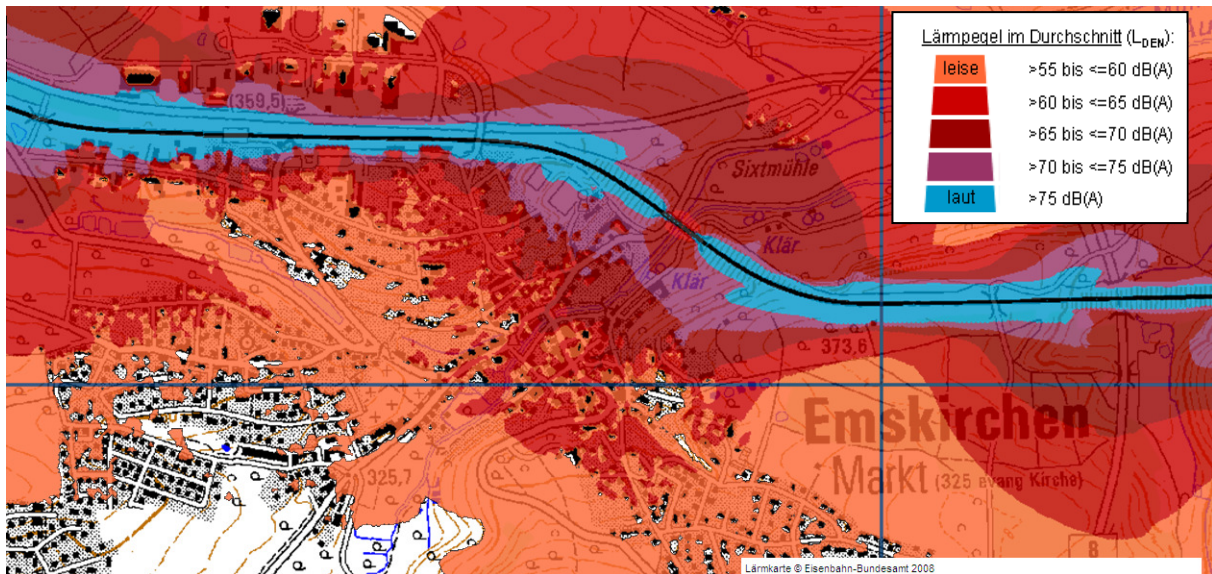 Lärmpegel im Durchschnitt (LDEN):
leise >55 bis <=60 dB(A)
>60 bis <=65 dB(A)
>65 bis <=70 dB(A)
>70 bis <=75 dB(A)
laut >75 dB(A)
(359,5)
Sixtmühle
Klär
Klär
373,6
Emskirchen
Markt (325 evang Kirche)
325,7
8
Lärmkarte © Eisenbahn-Bundesamt 2008